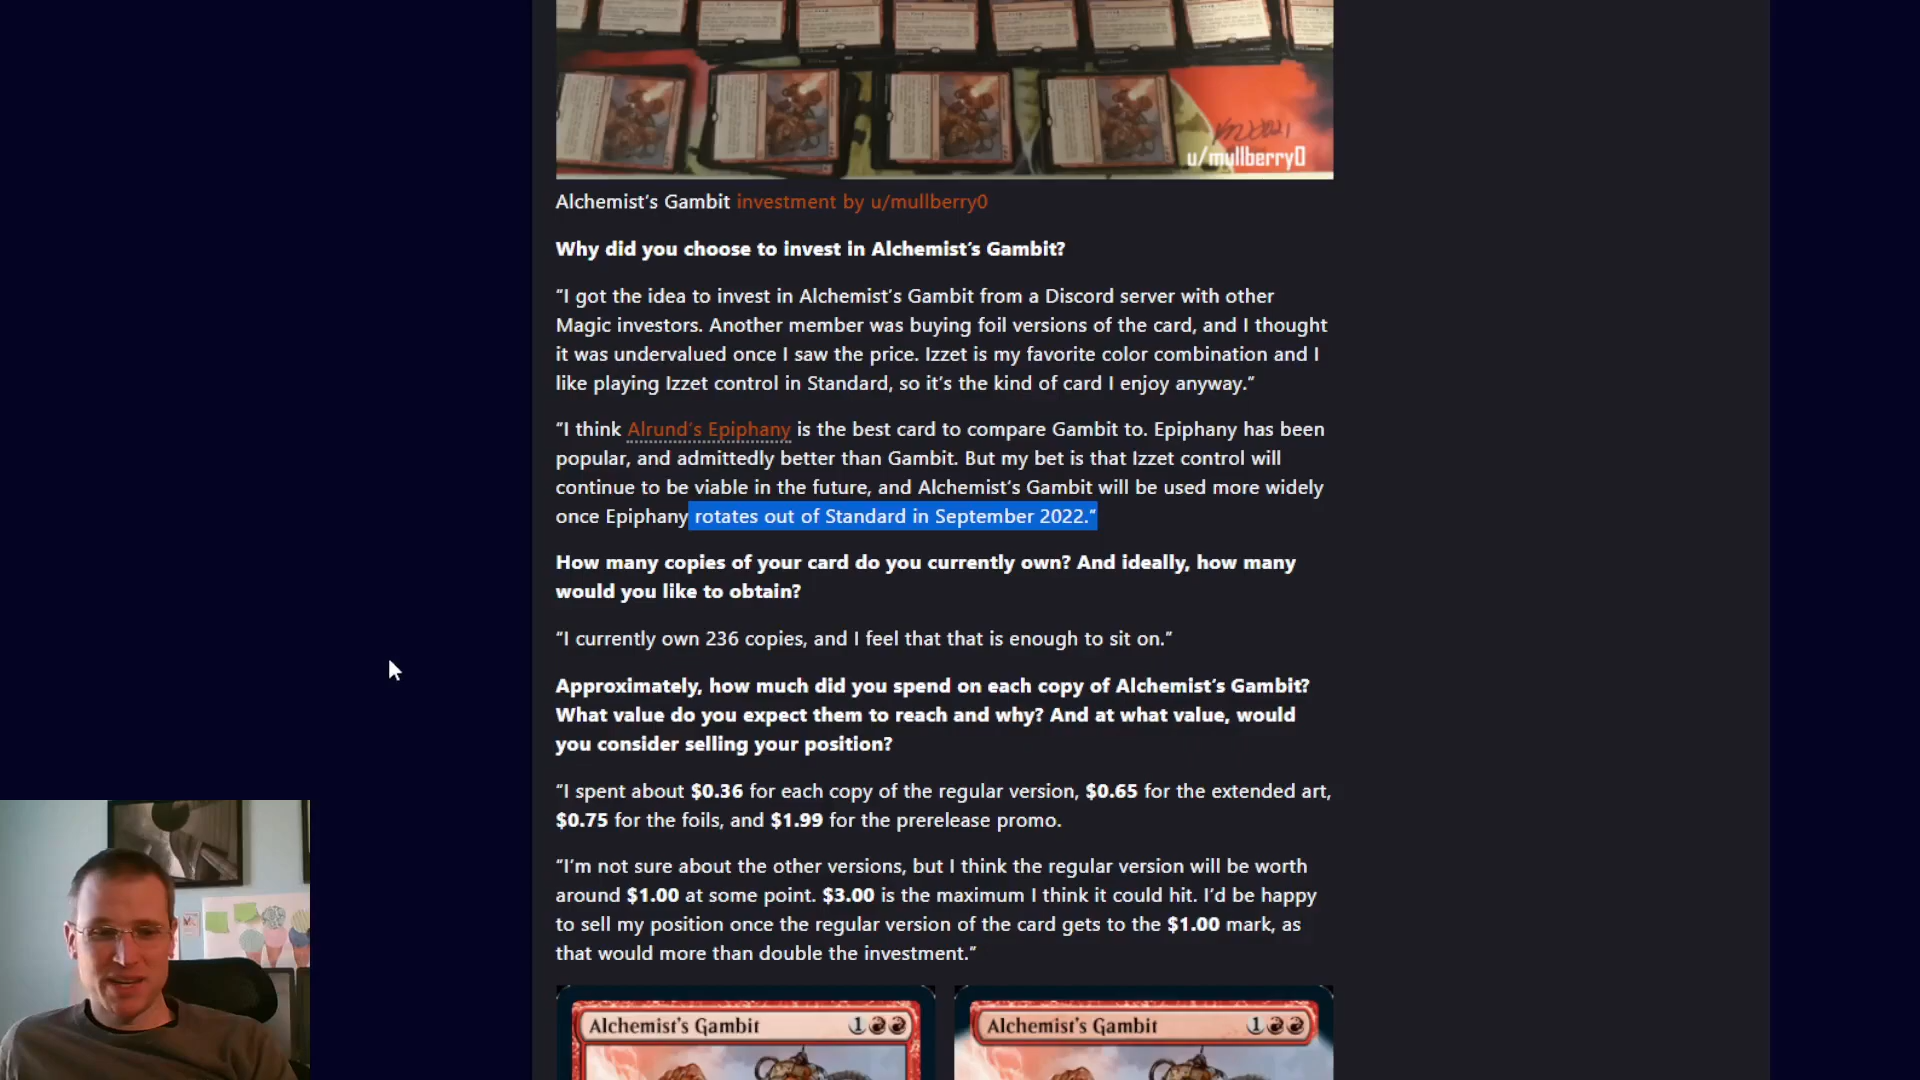 u/mullberry0
Alchemist's Gambit investment by u/mullberry0
Why did you choose to invest in Alchemist's Gambit?
“I got the idea to invest in Alchemist's Gambit from a Discord server with other
Magic investors. Another member was buying foil versions of the card, and I thought
it was undervalued once I saw the price. Izzet is my favorite color combination and I
like playing Izzet control in Standard, so it's the kind of card I enjoy anyway.”
“I think Alrund's Epiphany is the best card to compare Gambit to. Epiphany has been
popular, and admittedly better than Gambit. But my bet is that Izzet control will
continue to be viable in the future, and Alchemist's Gambit will be used more widely
once Epiphany rotates out of Standard in September 2022.”
How many copies of your card do you currently own? And ideally, how many
would you like to obtain?
“I currently own 236 copies, and I feel that that is enough to sit on.”
Approximately, how much did you spend on each copy of Alchemist's Gambit?
What value do you expect them to reach and why? And at what value, would
you consider selling your position?
“I spent about $0.36 for each copy of the regular version, $0.65 for the extended art,
$0.75 for the foils, and $1.99 for the prerelease promo.
“I'm not sure about the other versions, but I think the regular version will be worth
around $1.00 at some point. $3.00 is the maximum I think it could hit. I'd be happy
to sell my position once the regular version of the card gets to the $1.00 mark, as
that would more than double the investment.”
Alchemist's Gambit 1
Alchemist's Gambit 1